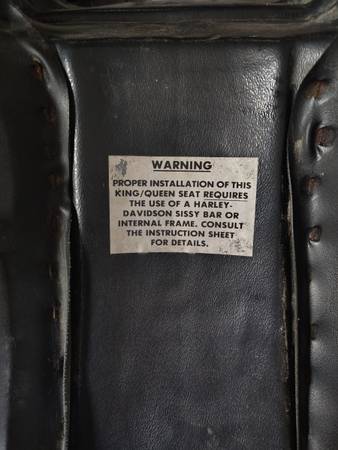 WARNING
PROPER INSTALLATION OF THIS
KING/QUEEN SEAT REQUIRES
THE USE OF A HARLEY-
DAVIDSON SISSY BAR OR
INTERNAL FRAME. CONSULT
THE INSTRUCTION SHEET
FOR DETAILS.